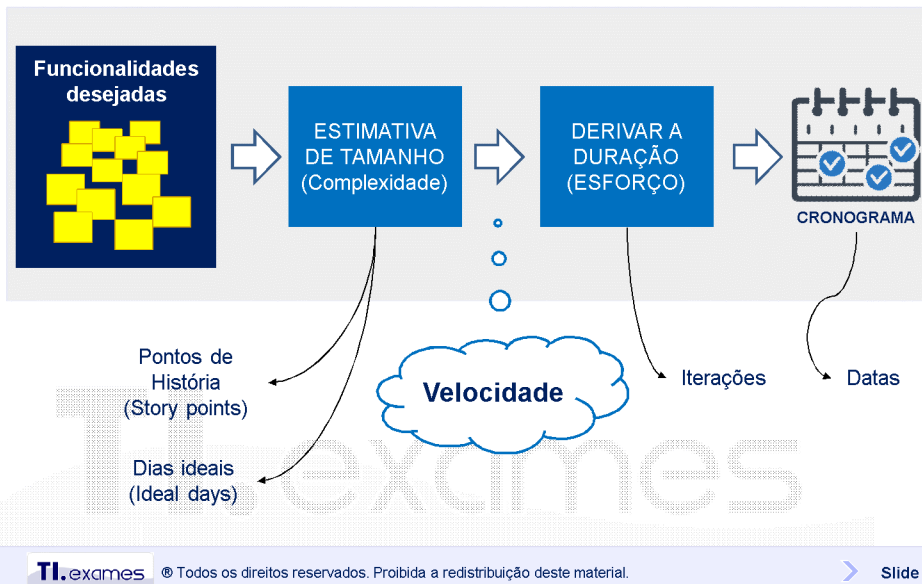 Funcionalidades
desejadas
ESTIMATIVA
DE TAMANHO
(Complexidade)
DERIVAR A
DURAÇÃO
(ESFORÇO)
CRONOGRAMA
Pontos de
História
(Story points)
Velocidade
Iterações
Datas
Dias ideais
(Ideal days)
TI.exames
TI.exames ® Todos os direitos reservados. Proibida a redistribuição deste material.
Slide